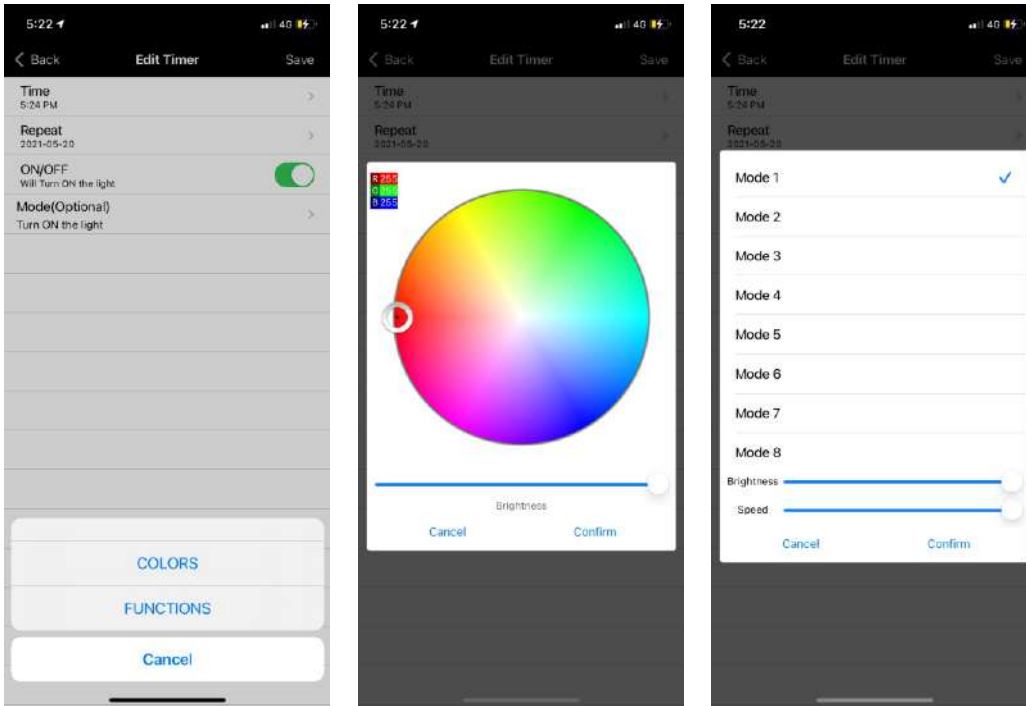 5:22
4G
Back
Edit Timer
Save
Time
5:24 PM
Repeat
2021-05-20
ON/OFF
Will Turn ON the light
Mode(Optional)
Turn ON the light
COLORS
FUNCTIONS
Cancel
5:22
4G
Back
Edit Timer
Save
Time
5:24 PM
Repeat
2021-05-20
R 255
G 255
B 255
Brightness
Cancel
Confirm
5:22
4G
Back
Edit Timer
Save
Time
5:24 PM
Repeat
2021-05-20
Mode 1
Mode 2
Mode 3
Mode 4
Mode 5
Mode 6
Mode 7
Mode 8
Brightness
Speed
Cancel
Confirm